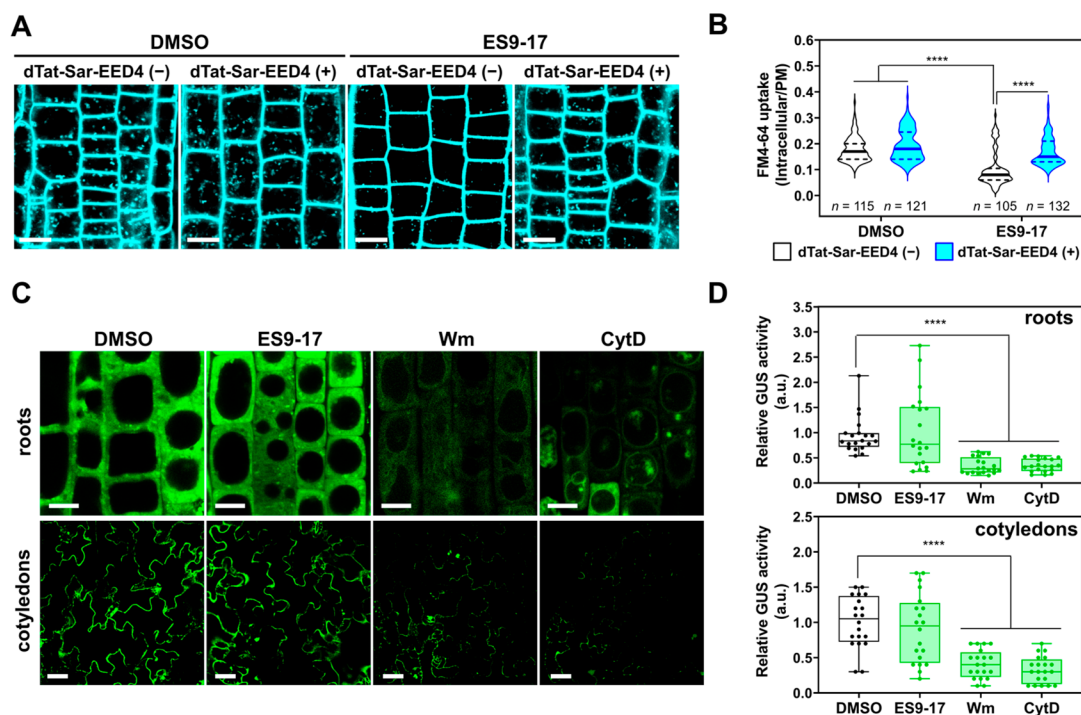 A
DMSO
ES9-17
dTat-Sar-EED4 (−)
dTat-Sar-EED4 (+)
dTat-Sar-EED4 (−)
dTat-Sar-EED4 (+)
B
FM4-64 uptake
(Intracellular/PM)
0.6
0.5
0.4
0.3
0.2
0.1
0.0
****
****
n = 115
n = 121
n = 105
n = 132
DMSO
ES9-17
dTat-Sar-EED4 (−)
dTat-Sar-EED4 (+)
C
DMSO
ES9-17
Wm
CytD
roots
cotyledons
D
roots
Relative GUS activity
(a.u.)
3.5
3.0
2.5
2.0
1.5
1.0
0.5
0.0
****
DMSO
ES9-17
Wm
CytD
cotyledons
Relative GUS activity
(a.u.)
2.5
2.0
1.5
1.0
0.5
0.0
****
DMSO
ES9-17
Wm
CytD